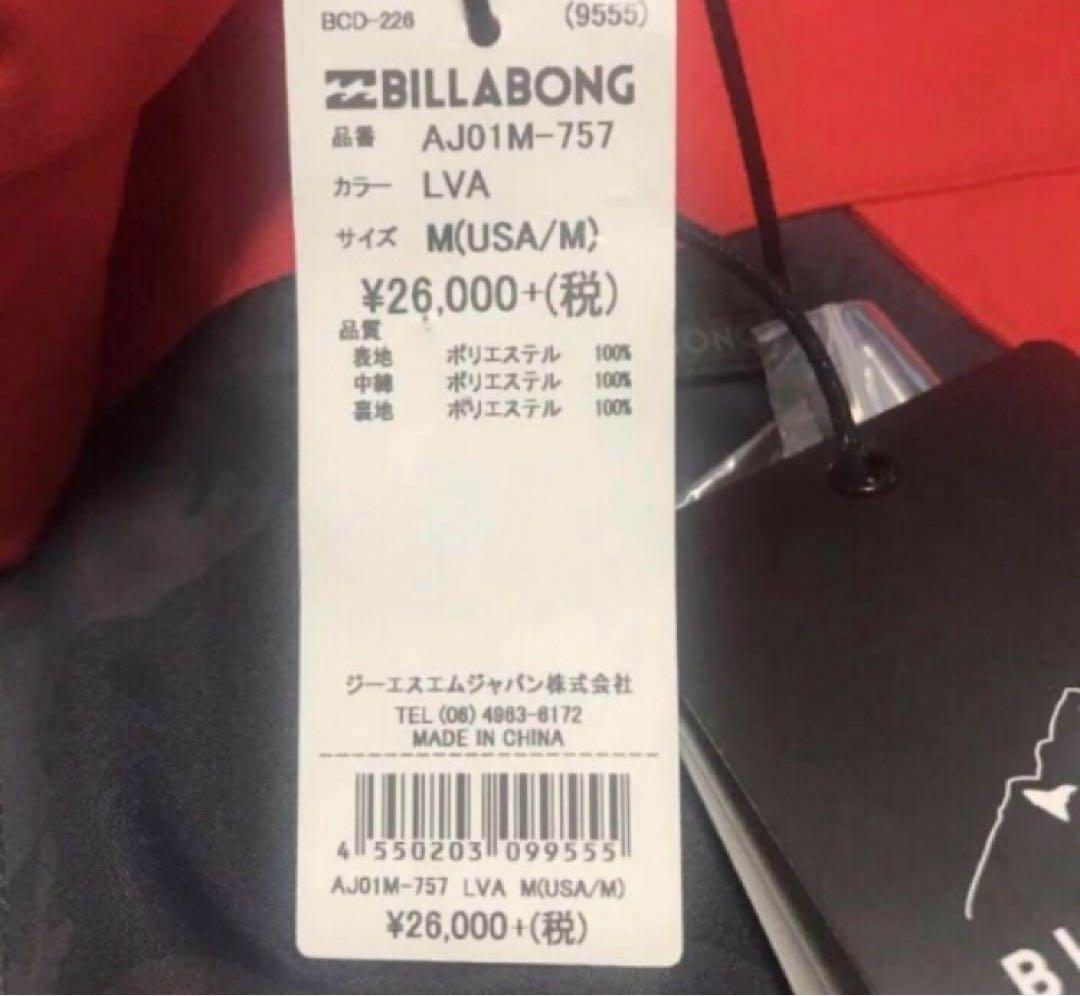 BCD-226 (9555)
BILLABONG
品番 AJ01M-757
カラー LVA
サイズ M(USA/M)
¥26,000+(税)
品質
表地 ポリエステル 100%
中綿 ポリエステル 100%
裏地 ポリエステル 100%
ジーエスエムジャパン株式会社
TEL (06) 4963-6172
MADE IN CHINA
4 550203 099555
AJ01M-757 LVA M(USA/M)
¥26,000+(税)